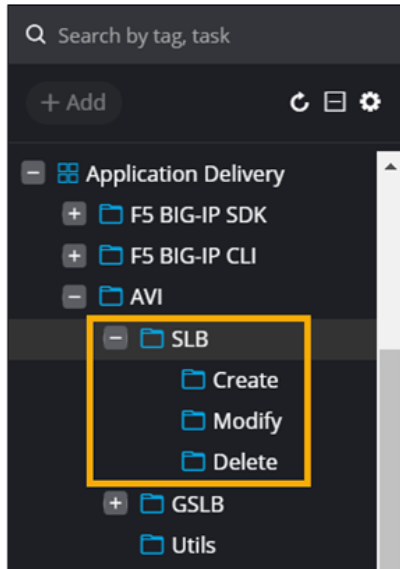 Search by tag, task
+ Add
Application Delivery
F5 BIG-IP SDK
F5 BIG-IP CLI
AVI
SLB
Create
Modify
Delete
GSLB
Utils